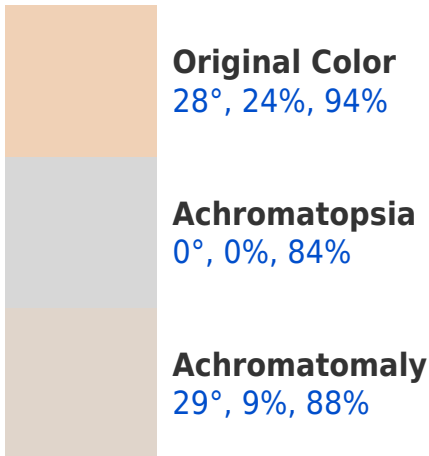 Original Color
28°, 24%, 94%
Achromatopsia
0°, 0%, 84%
Achromatomaly
29°, 9%, 88%